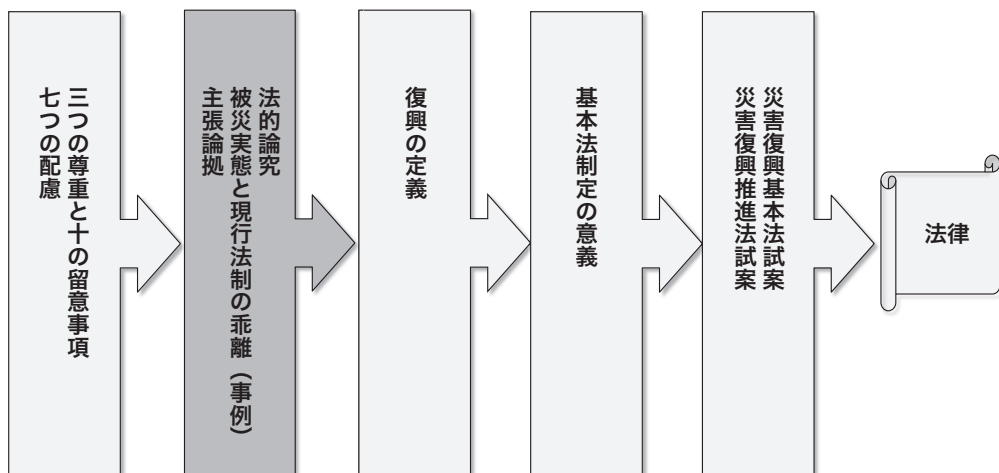 三つの尊重と十の留意事項
七つの配慮
法的論究
被災実態と現行法制の乖離（事例）
主張論拠
復興の定義
基本法制定の意義
災害復興基本法試案
災害復興推進法試案
法律